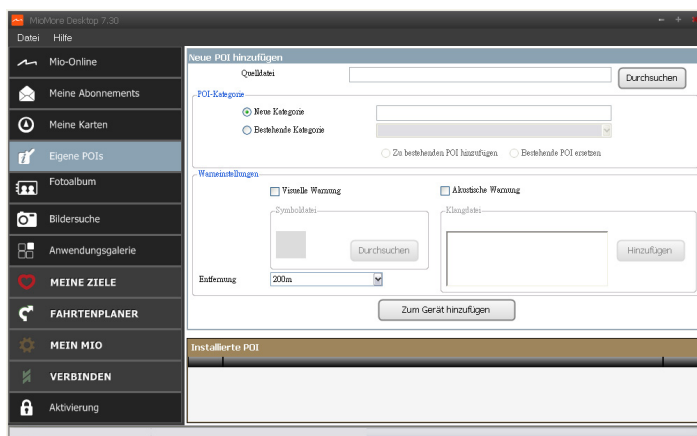 MioMore Desktop 7.30
Datei Hilfe
Mio-Online
Meine Abonnements
Meine Karten
Eigene POIs
Fotoalbum
Bildersuche
Anwendungsgalerie
MEINE ZIELE
FAHRTENPLANER
MEIN MIO
VERBINDEN
Aktivierung
Neue POI hinzufügen
Quelldatei
Durchsuchen
POI-Kategorie
Neue Kategorie
Bestehende Kategorie
Zu bestehenden POI hinzufügen Bestehende POI ersetzen
Warneinstellungen
Visuelle Warnung Akustische Warnung
Symboldatei Klangdatei
Durchsuchen Hinzufügen
Entfernung 200m
Zum Gerät hinzufügen
Installierte POI